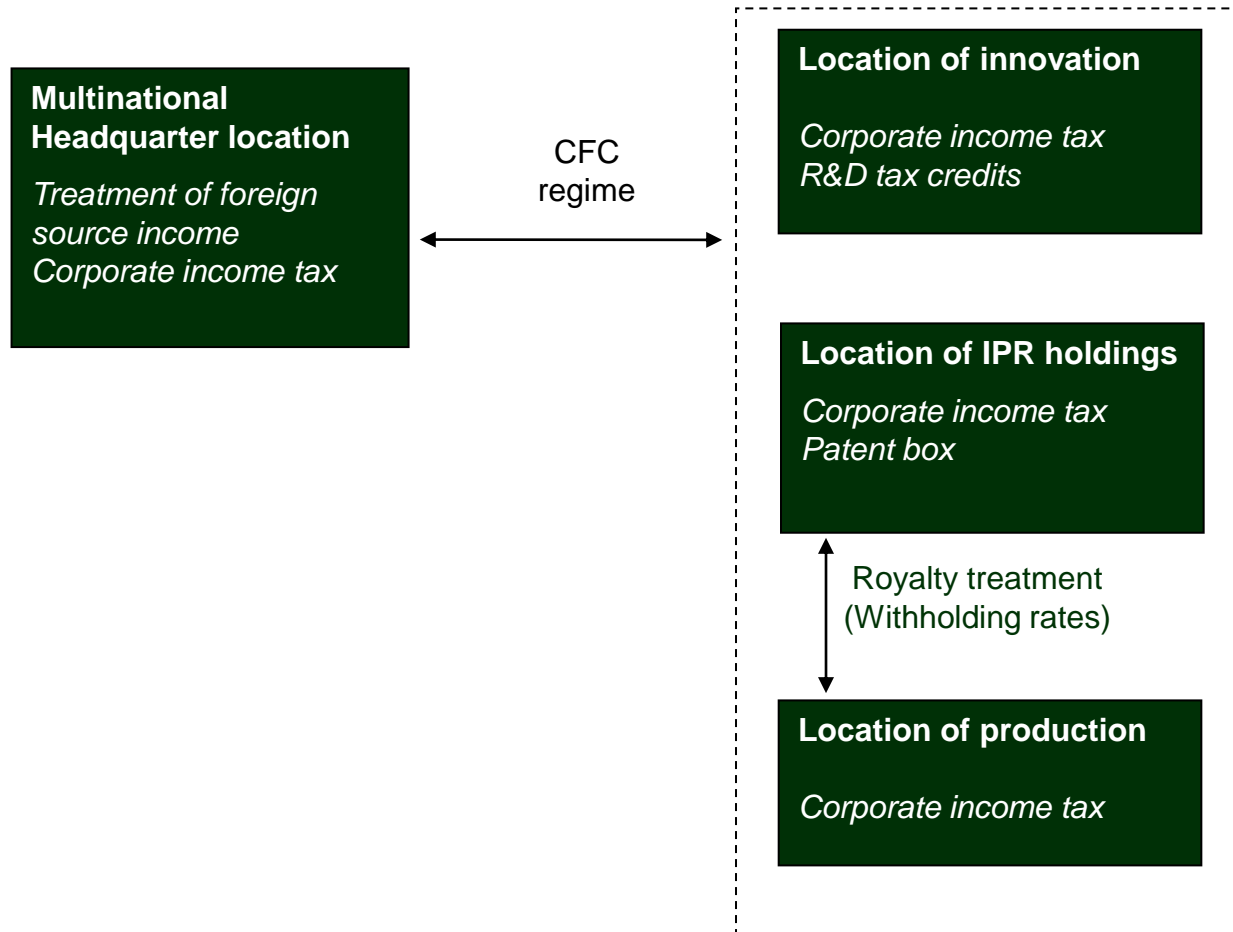 Multinational
Headquarter location
Treatment of foreign
source income
Corporate income tax
CFC
regime
Location of innovation
Corporate income tax
R&D tax credits
Location of IPR holdings
Corporate income tax
Patent box
Royalty treatment
(Withholding rates)
Location of production
Corporate income tax